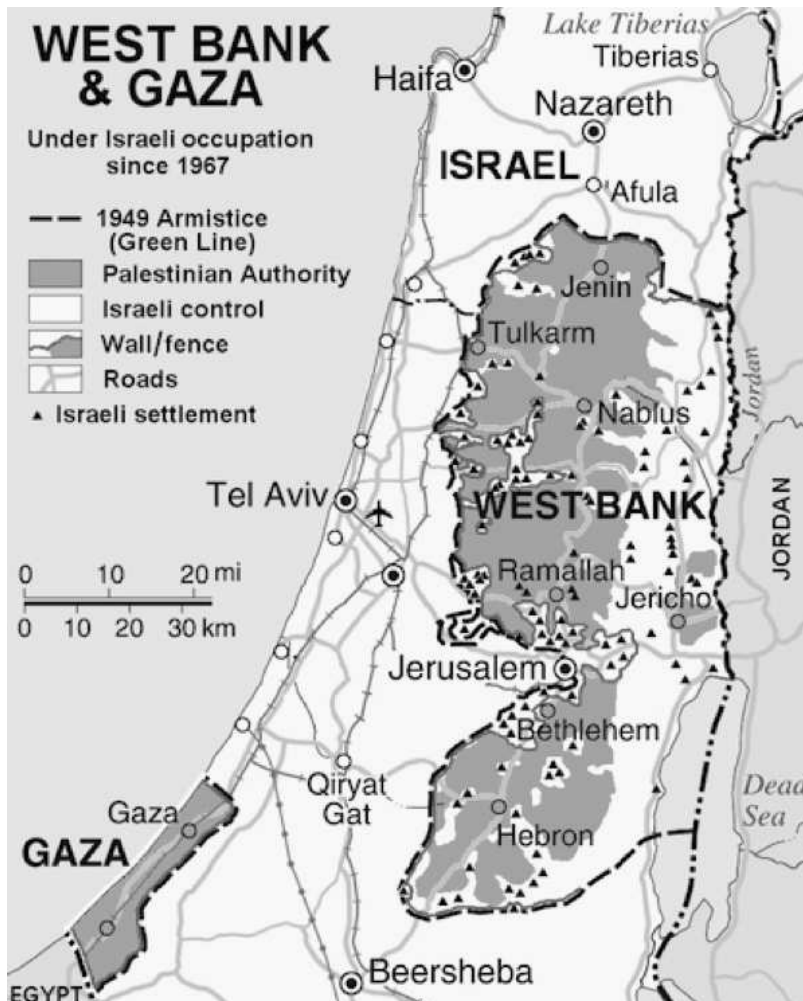 WEST BANK
& GAZA
Under Israeli occupation
since 1967
1949 Armistice
(Green Line)
Palestinian Authority
Israeli control
Wall/fence
Roads
Israeli settlement
Lake Tiberias
Tiberias
Haifa
Nazareth
ISRAEL
Afula
Jenin
Tulkarm
Nablus
Jordan
Tel Aviv
WEST BANK
JORDAN
0 10 20 mi
0 10 20 30 km
Ramallah
Jericho
Jerusalem
Bethlehem
Qiryat
Gat
Dead
Sea
Gaza
Hebron
GAZA
Beersheba
EGYPT